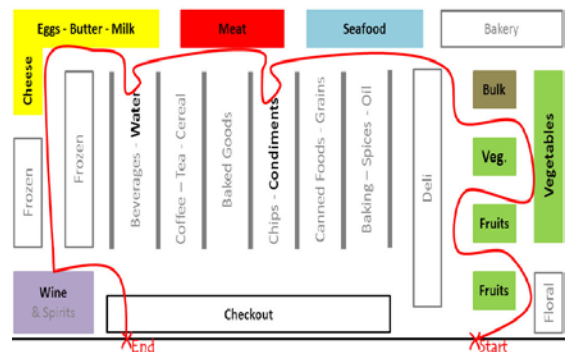 Eggs - Butter - Milk
Meat
Seafood
Bakery
Cheese
Frozen
Frozen
Beverages - Water
Coffee – Tea - Cereal
Baked Goods
Chips - Condiments
Canned Foods - Grains
Baking – Spices - Oil
Deli
Bulk
Veg.
Fruits
Fruits
Vegetables
Floral
Wine
& Spirits
Checkout
End
Start